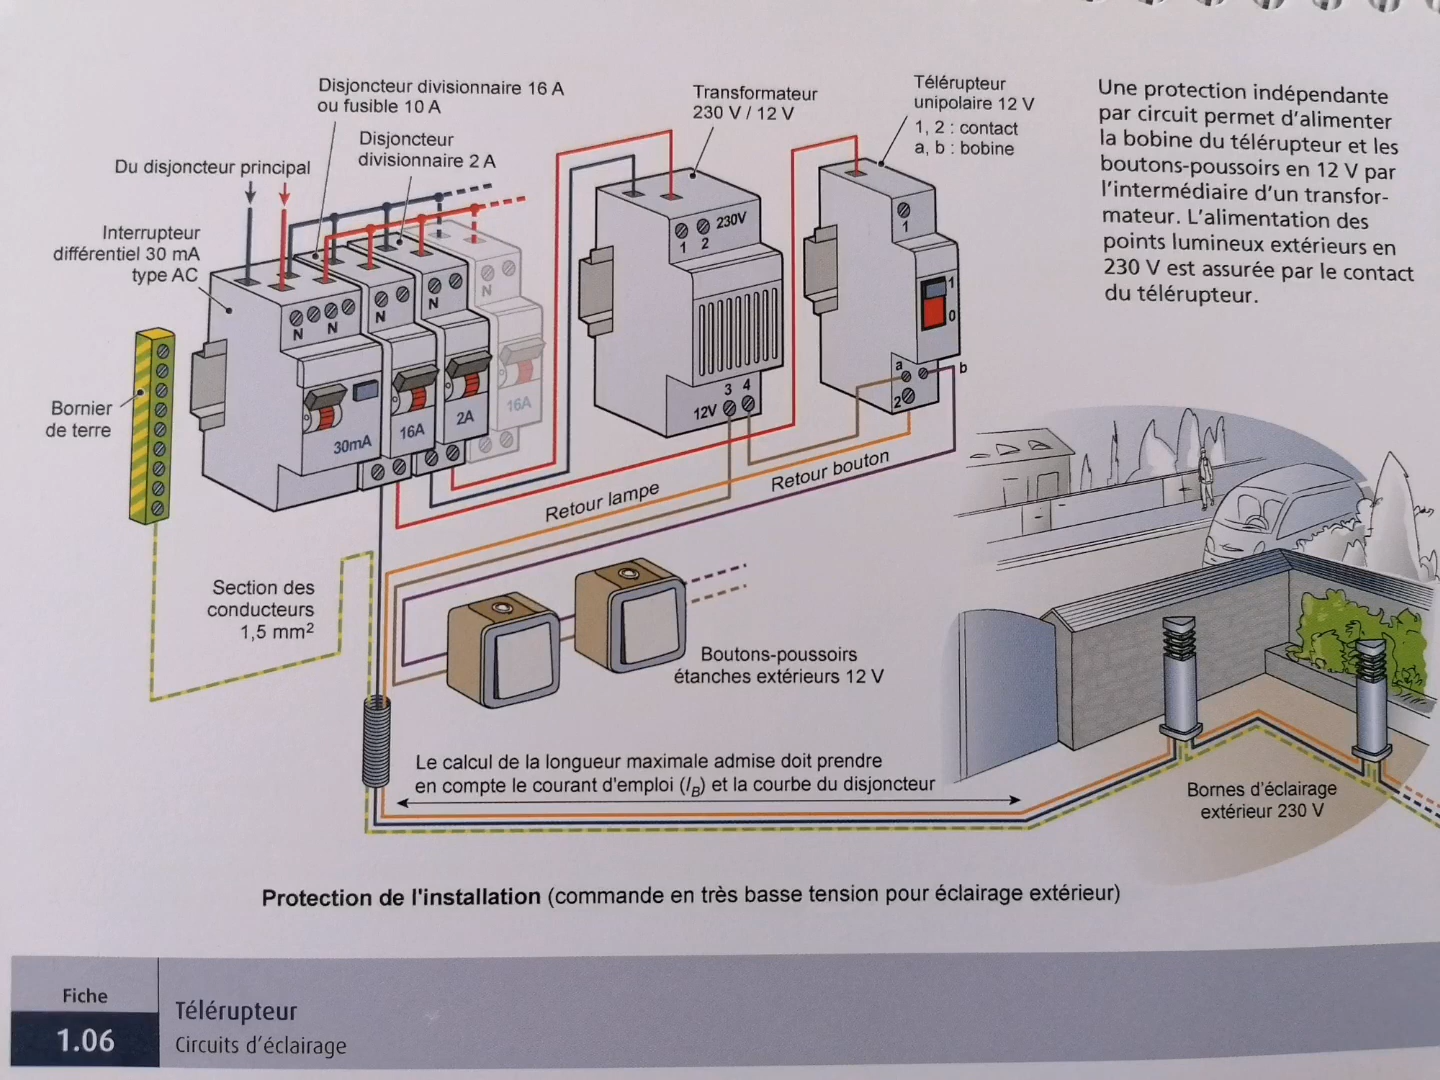 Disjoncteur divisionnaire 16 A
ou fusible 10 A
Disjoncteur
divisionnaire 2 A
Du disjoncteur principal
Interrupteur
différentiel 30 mA
type AC
Transformateur
230 V / 12 V
Télérupteur
unipolaire 12 V
1, 2 : contact
a, b : bobine
Une protection indépendante
par circuit permet d'alimenter
la bobine du télérupteur et les
boutons-poussoirs en 12 V par
l'intermédiaire d'un transfor-
mateur. L'alimentation des
points lumineux extérieurs en
230 V est assurée par le contact
du télérupteur.
N
N
N
N
N
30mA
16A
2A
16A
230V
1 2
3 4
12V
1
1
0
a
b
2
Bornier
de terre
Retour lampe
Retour bouton
Section des
conducteurs
1,5 mm²
Boutons-poussoirs
étanches extérieurs 12 V
Le calcul de la longueur maximale admise doit prendre
en compte le courant d'emploi (IB) et la courbe du disjoncteur
Bornes d'éclairage
extérieur 230 V
Protection de l'installation (commande en très basse tension pour éclairage extérieur)
Fiche
1.06
Télérupteur
Circuits d'éclairage